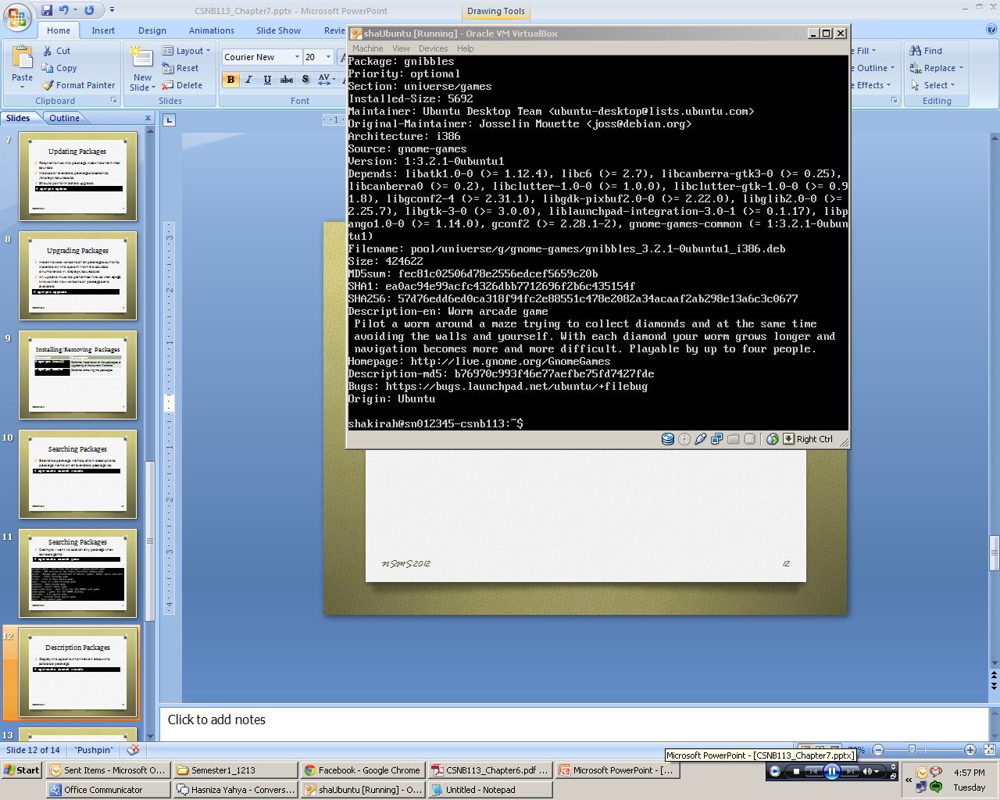 CSNB113_Chapter7.pptx - Microsoft PowerPoint
Drawing Tools
Home
Insert
Design
Animations
Slide Show
Revie
Cut
Copy
Format Painter
Paste
Clipboard
New
Slide
Layout
Reset
Delete
Slides
Courier New
20
B I U abc S AV
Font
Fill
Outline
Effects
Find
Replace
Select
Editing
shaUbuntu [Running] - Oracle VM VirtualBox
Machine View Devices Help
Package: gnibbles
Priority: optional
Section: universe/games
Installed-Size: 5692
Maintainer: Ubuntu Desktop Team <ubuntu-desktop@lists.ubuntu.com>
Original-Maintainer: Josselin Mouette <joss@debian.org>
Architecture: i386
Source: gnome-games
Version: 1:3.2.1-0ubuntu1
Depends: libatk1.0-0 (>= 1.12.4), libc6 (>= 2.7), libcanberra-gtk3-0 (>= 0.25),
libcanberra0 (>= 0.2), libclutter-1.0-0 (>= 1.0.0), libclutter-gtk-1.0-0 (>= 0.9
1.8), libgconf2-4 (>= 2.31.1), libgdk-pixbuf2.0-0 (>= 2.22.0), libglib2.0-0 (>=
2.25.7), libgtk-3-0 (>= 3.0.0), liblaunchpad-integration-3.0-1 (>= 0.1.17), libp
ango1.0-0 (>= 1.14.0), gconf2 (>= 2.28.1-2), gnome-games-common (= 1:3.2.1-0ubun
tu1)
Filename: pool/universe/g/gnome-games/gnibbles_3.2.1-0ubuntu1_i386.deb
Size: 424622
MD5sum: fec81c02506d78e2556edcef5659c20b
SHA1: ea0ac94e99acfc4326dbb7712696f2b6c435154f
SHA256: 57d76edd6ed0ca318f94fc2e88551c478e2082a34acaaf2ab298e13a6c3c0677
Description-en: Worm arcade game
Pilot a worm around a maze trying to collect diamonds and at the same time
avoiding the walls and yourself. With each diamond your worm grows longer and
navigation becomes more and more difficult. Playable by up to four people.
Homepage: http://live.gnome.org/GnomeGames
Description-md5: b76970c993f46e77aefbe75fd7427fde
Bugs: https://bugs.launchpad.net/ubuntu/+filebug
Origin: Ubuntu
shakirah@sn012345-csnb113:~$
Right Ctrl
Slides
Outline
7
Updating Packages
8
Upgrading Packages
9
Installing/Removing Packages
10
Searching Packages
11
Searching Packages
12
Description Packages
Display the specific information about the
selected package
13
NSMS2012
12
Click to add notes
Slide 12 of 14
"Pushpin"
Microsoft PowerPoint - [CSNB113_Chapter7.pptx]
Start
Sent Items - Microsoft O...
Semester1_1213
Facebook - Google Chrome
CSNB113_Chapter6.pdf ...
Microsoft PowerPoint - [...
Office Communicator
Hasniza Yahya - Convers...
shaUbuntu [Running] - O...
Untitled - Notepad
4:57 PM
Tuesday